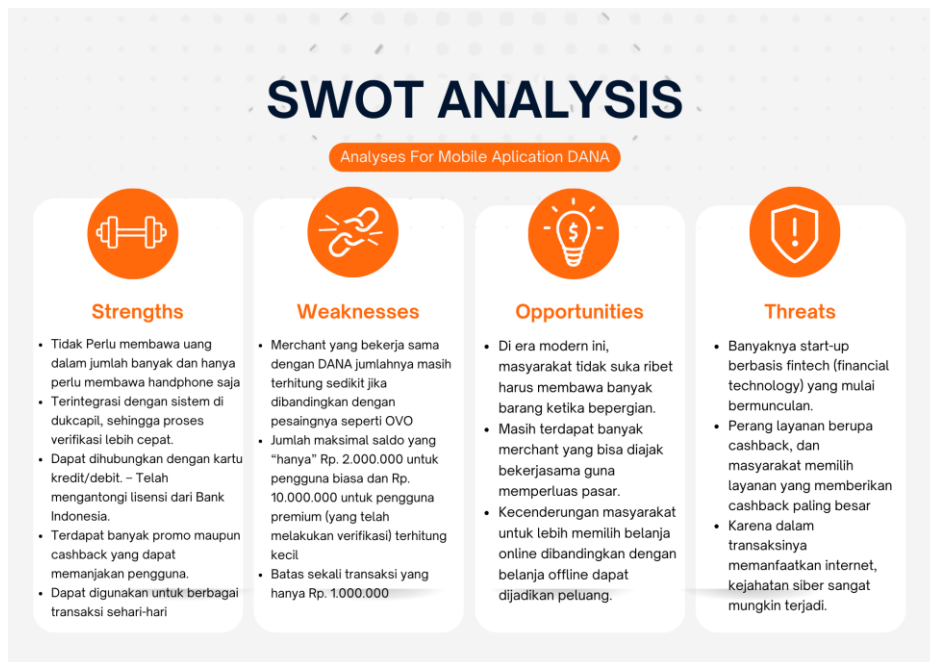 SWOT ANALYSIS
Analyses For Mobile Aplication DANA
Strengths
• Tidak Perlu membawa uang
dalam jumlah banyak dan hanya
perlu membawa handphone saja
• Terintegrasi dengan sistem di
dukcapil, sehingga proses
verifikasi lebih cepat.
• Dapat dihubungkan dengan kartu
kredit/debit. – Telah
mengantongi lisensi dari Bank
Indonesia.
• Terdapat banyak promo maupun
cashback yang dapat
memanjakan pengguna.
• Dapat digunakan untuk berbagai
transaksi sehari-hari
Weaknesses
• Merchant yang bekerja sama
dengan DANA jumlahnya masih
terhitung sedikit jika
dibandingkan dengan
pesaingnya seperti OVO
• Jumlah maksimal saldo yang
“hanya” Rp. 2.000.000 untuk
pengguna biasa dan Rp.
10.000.000 untuk pengguna
premium (yang telah
melakukan verifikasi) terhitung
kecil
• Batas sekali transaksi yang
hanya Rp. 1.000.000
Opportunities
• Di era modern ini,
masyarakat tidak suka ribet
harus membawa banyak
barang ketika bepergian.
• Masih terdapat banyak
merchant yang bisa diajak
bekerjasama guna
memperluas pasar.
• Kecenderungan masyarakat
untuk lebih memilih belanja
online dibandingkan dengan
belanja offline dapat
dijadikan peluang.
Threats
• Banyaknya start-up
berbasis fintech (financial
technology) yang mulai
bermunculan.
• Perang layanan berupa
cashback, dan
masyarakat memilih
layanan yang memberikan
cashback paling besar
• Karena dalam
transaksinya
memanfaatkan internet,
kejahatan siber sangat
mungkin terjadi.